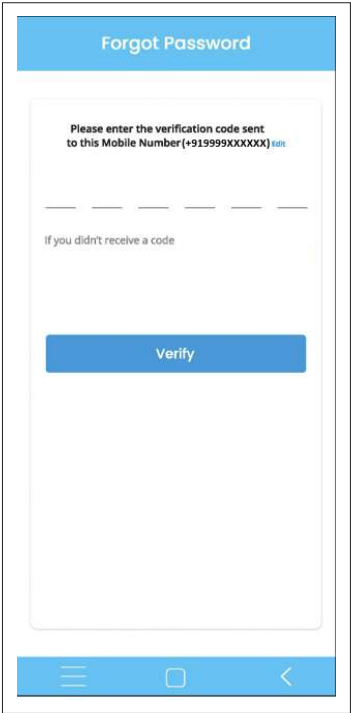 Forgot Password
Please enter the verification code sent
to this Mobile Number(+919999XXXXXX) Edit
If you didn't receive a code
Verify